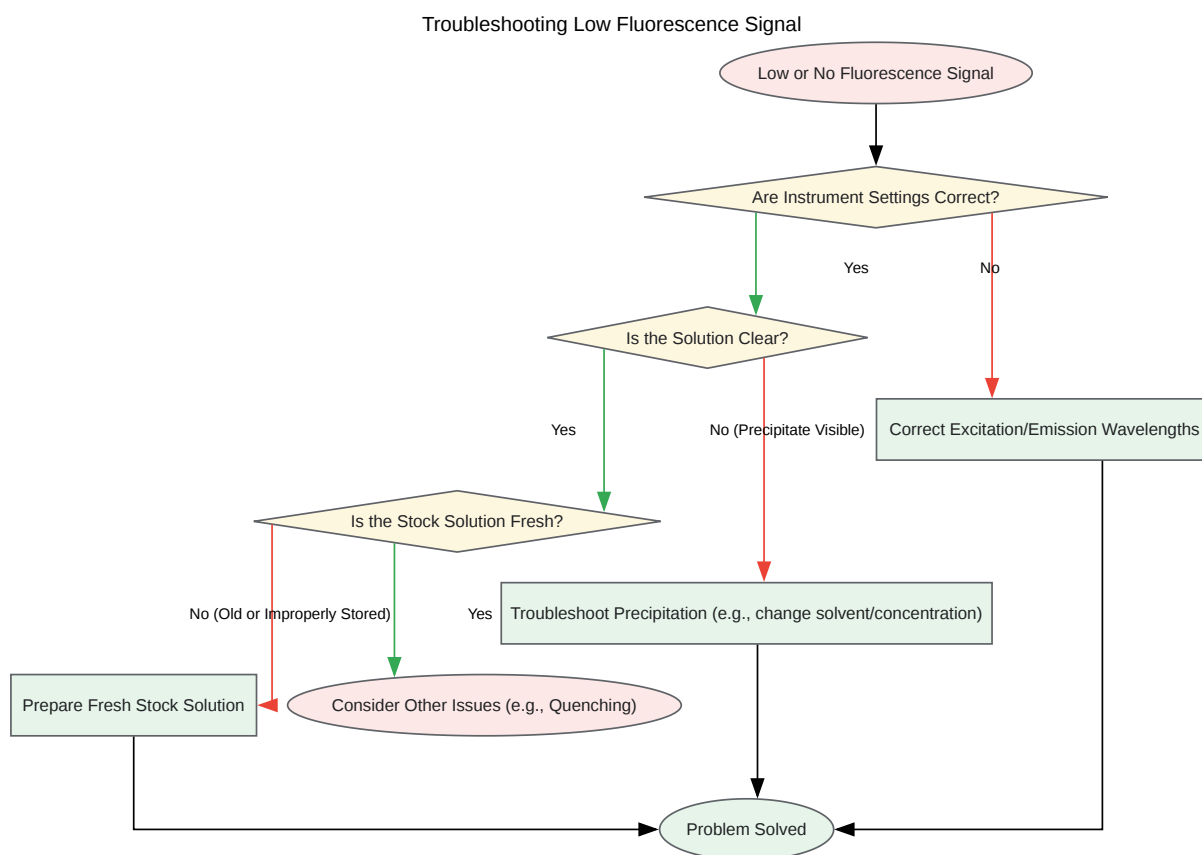 Troubleshooting Low Fluorescence Signal
Low or No Fluorescence Signal
Are Instrument Settings Correct?
Yes
No
Is the Solution Clear?
Yes
No (Precipitate Visible)
Correct Excitation/Emission Wavelengths
Is the Stock Solution Fresh?
No (Old or Improperly Stored)
Yes
Troubleshoot Precipitation (e.g., change solvent/concentration)
Prepare Fresh Stock Solution
Consider Other Issues (e.g., Quenching)
Problem Solved